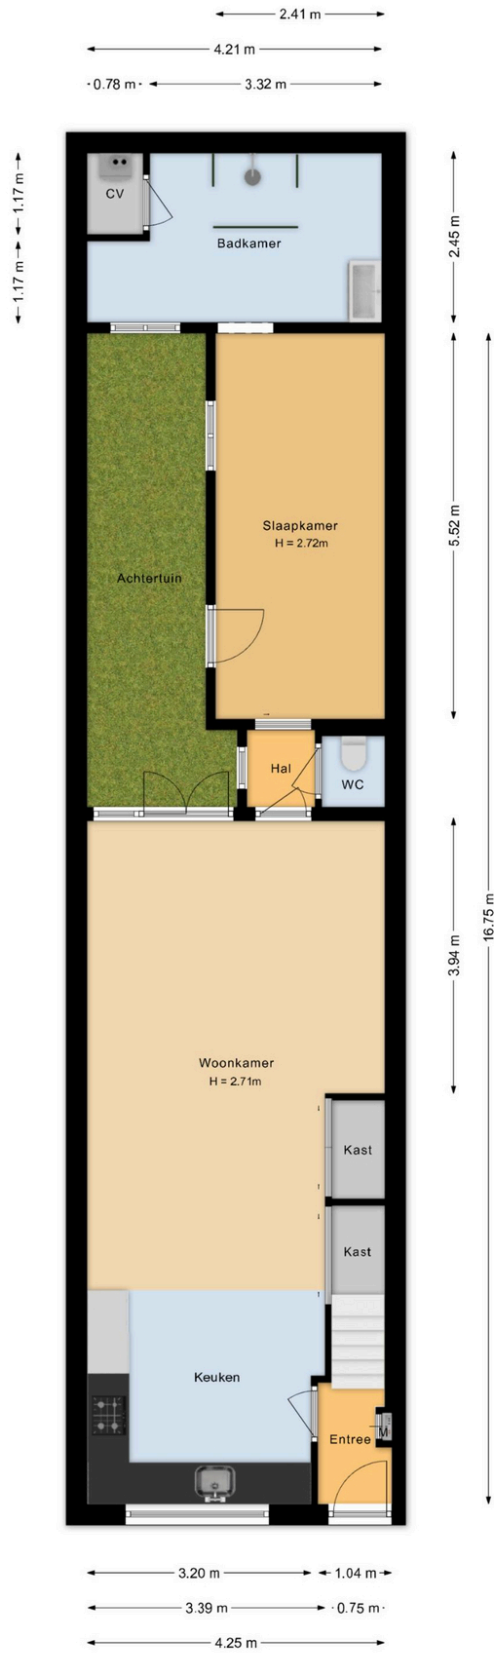 2.41 m
4.21 m
0.78 m
3.32 m
1.17 m
CV
2.45 m
Badkamer
1.17 m
Slaapkamer
H = 2.72m
5.52 m
Achtertuin
Hal
WC
16.75 m
3.94 m
Woonkamer
H = 2.71m
Kast
Kast
Keuken
M
Entree
3.20 m
1.04 m
3.39 m
0.75 m
4.25 m